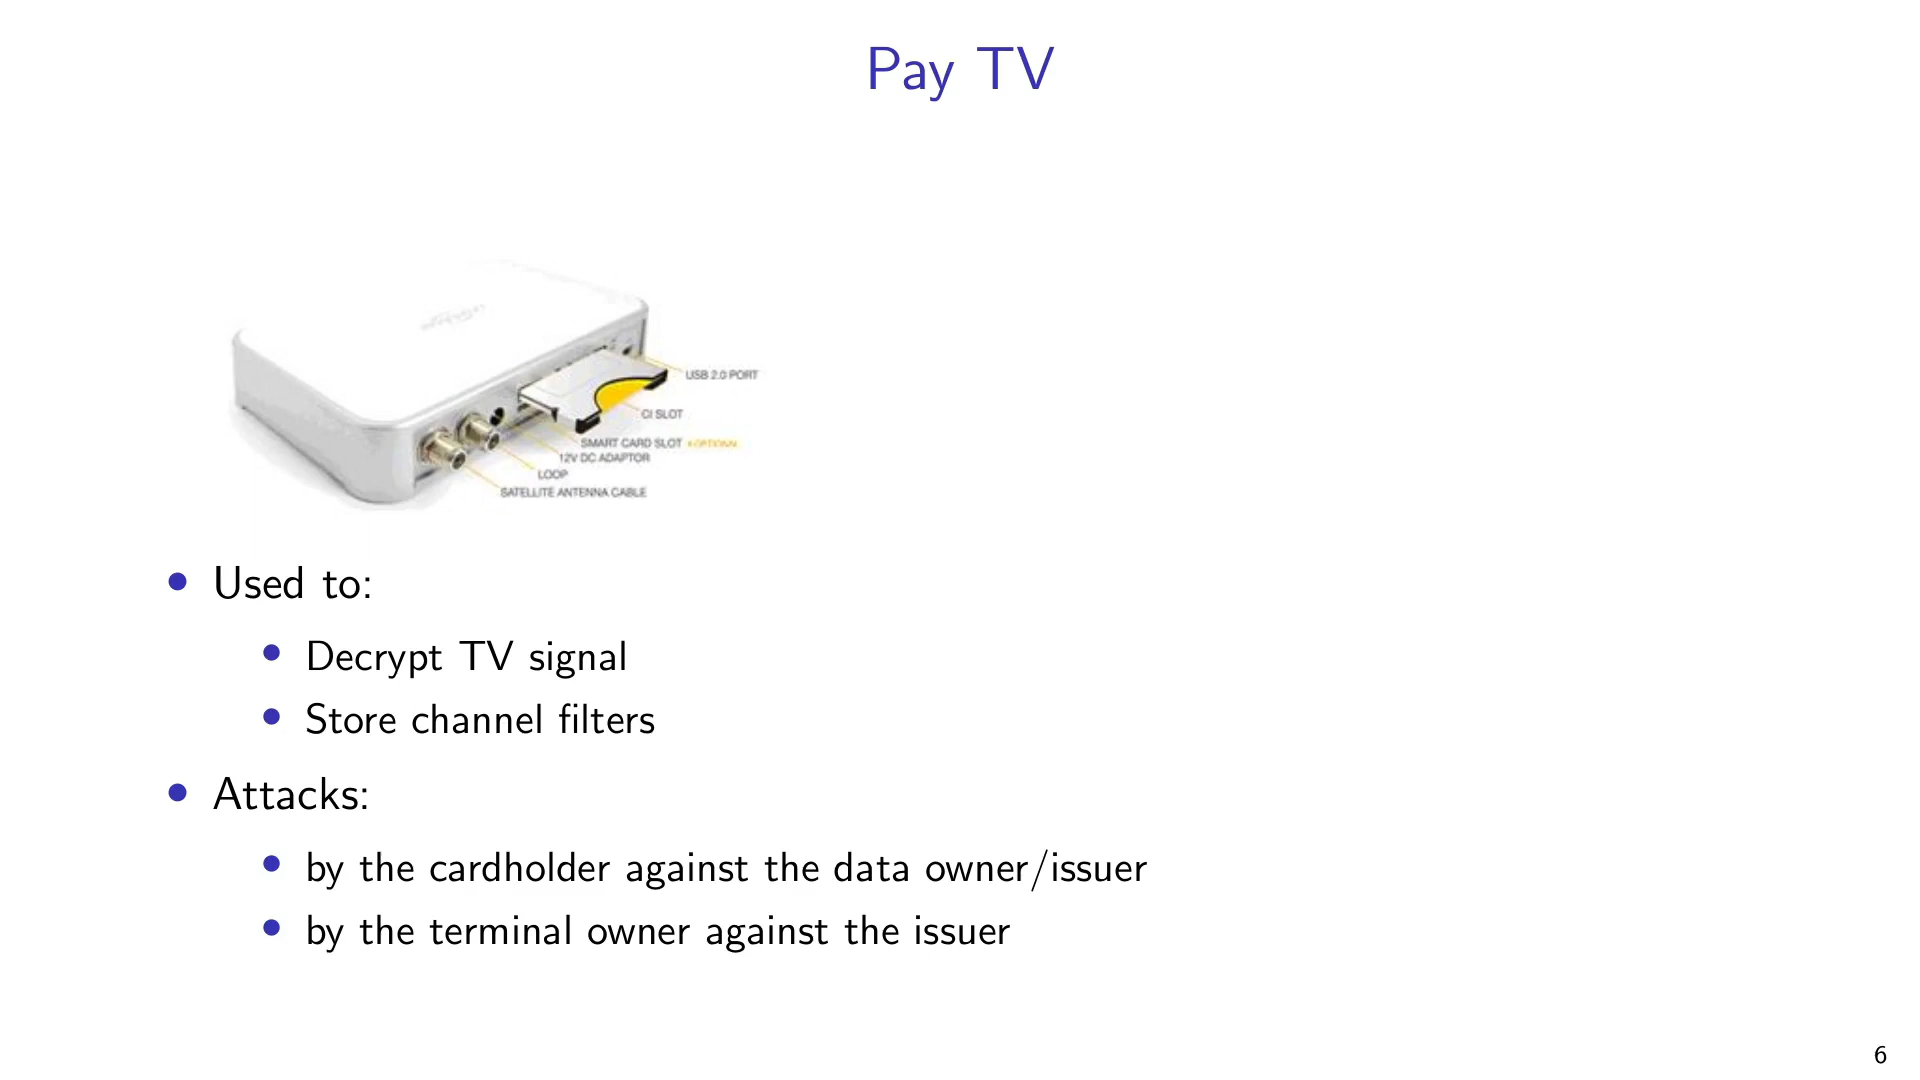 Pay TV
USB 2.0 PORT
CI SLOT
SMART CARD SLOT
12V DC ADAPTOR
LOOP
SATELLITE ANTENNA CABLE
• Used to:
• Decrypt TV signal
• Store channel filters
• Attacks:
• by the cardholder against the data owner/issuer
• by the terminal owner against the issuer
6